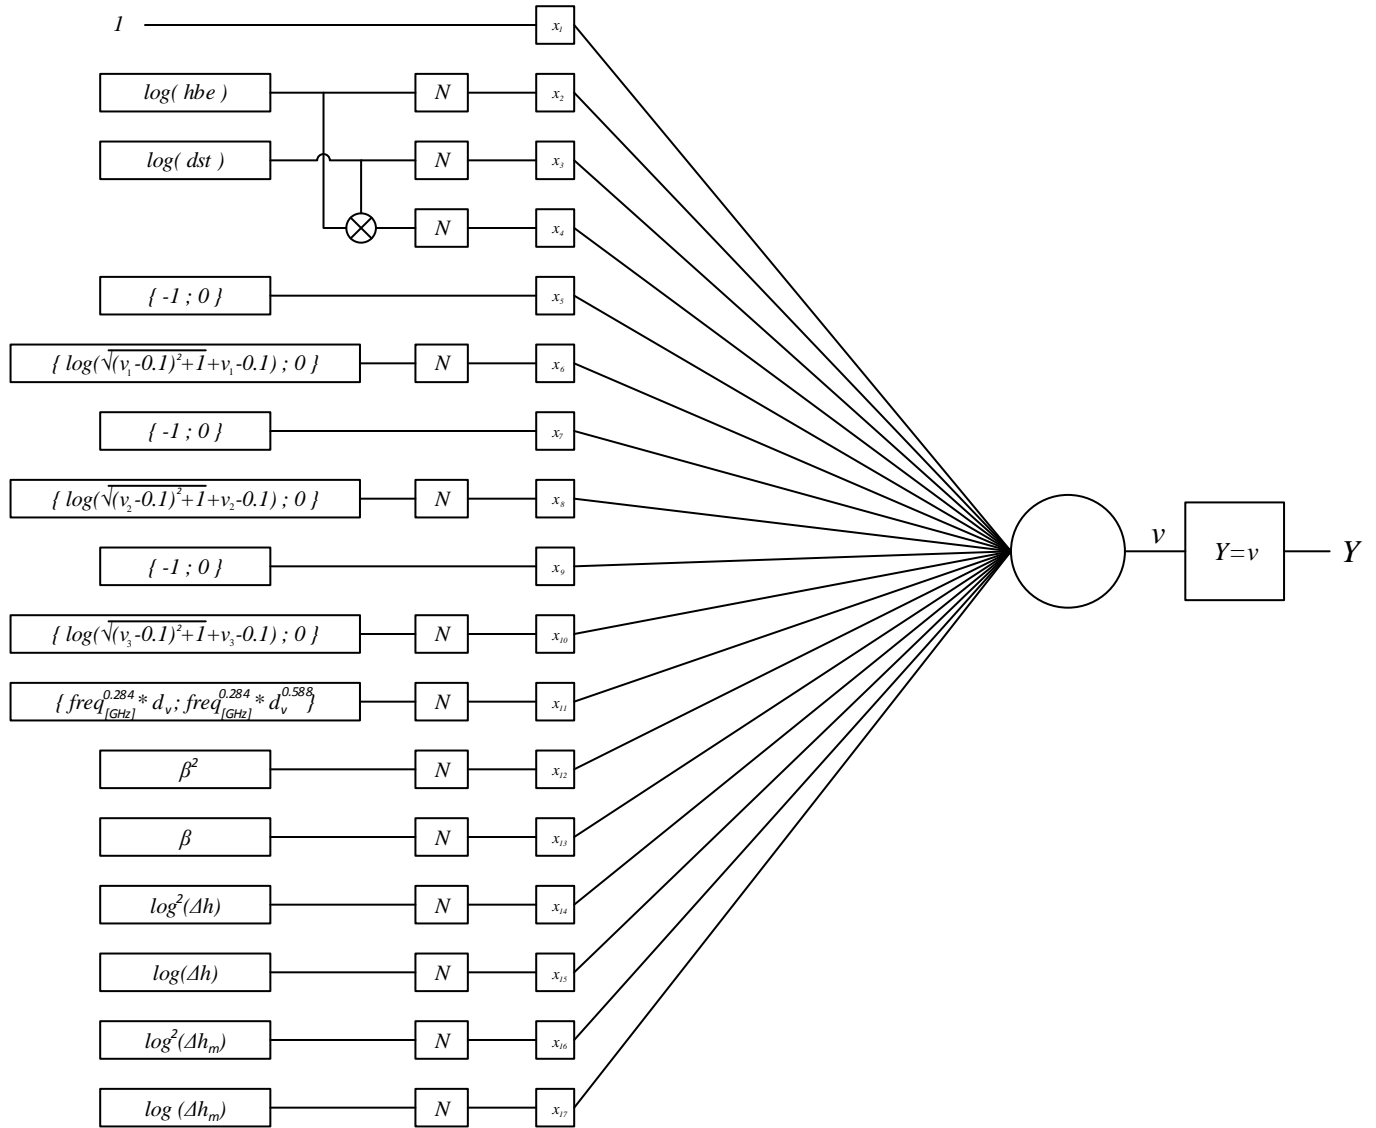 1 x₁
log( hbe ) N x₂
log( dst ) N x₃
N x₄
{ -1 ; 0 } x₅
{ log(√(v₁-0.1)²+1+v₁-0.1) ; 0 } N x₆
{ -1 ; 0 } x₇
{ log(√(v₂-0.1)²+1+v₂-0.1) ; 0 } N x₈
v Y=v Y
{ -1 ; 0 } x₉
{ log(√(v₃-0.1)²+1+v₃-0.1) ; 0 } N x₁₀
{ freq[GHz]^0.284 * dᵥ ; freq[GHz]^0.284 * dᵥ^0.588 } N x₁₁
β² N x₁₂
β N x₁₃
log²(Δh) N x₁₄
log(Δh) N x₁₅
log²(Δhₘ) N x₁₆
log (Δhₘ) N x₁₇